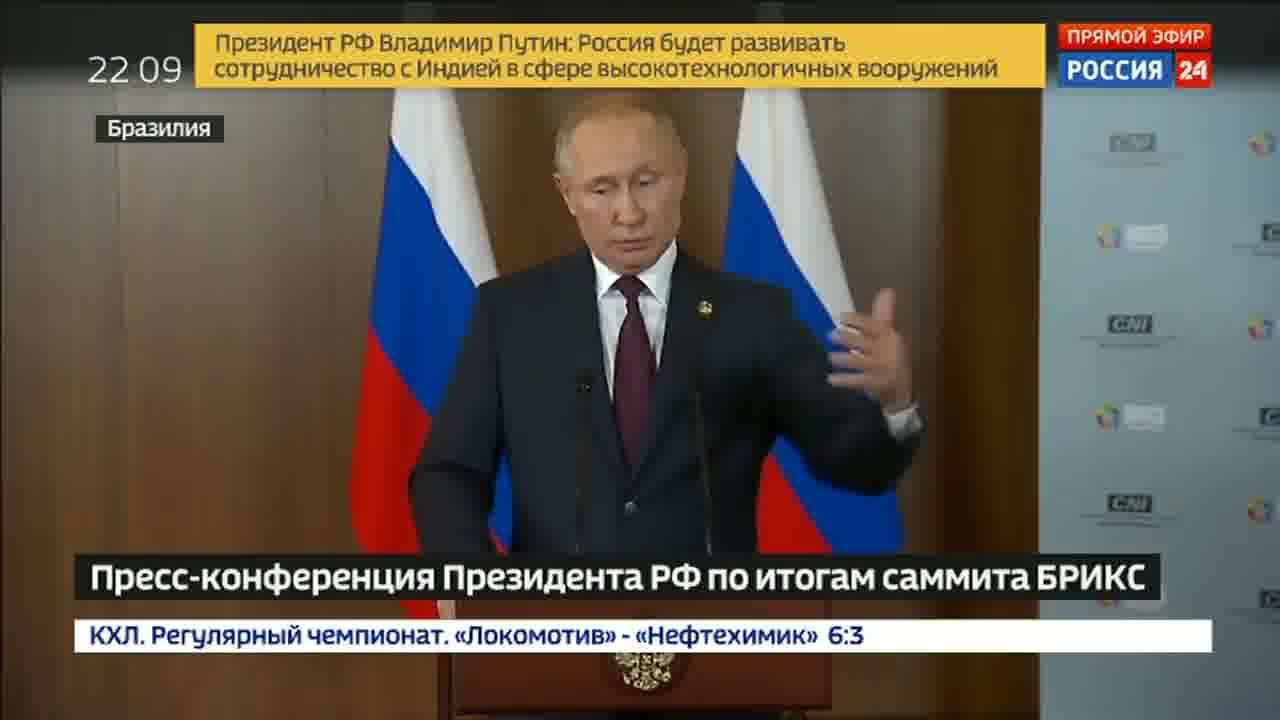 22 09
Президент РФ Владимир Путин: Россия будет развивать
сотрудничество с Индией в сфере высокотехнологичных вооружений
ПРЯМОЙ ЭФИР
РОССИЯ 24
Бразилия
CNI
CNI
CNI
Пресс-конференция Президента РФ по итогам саммита БРИКС
КХЛ. Регулярный чемпионат. «Локомотив» - «Нефтехимик» 6:3